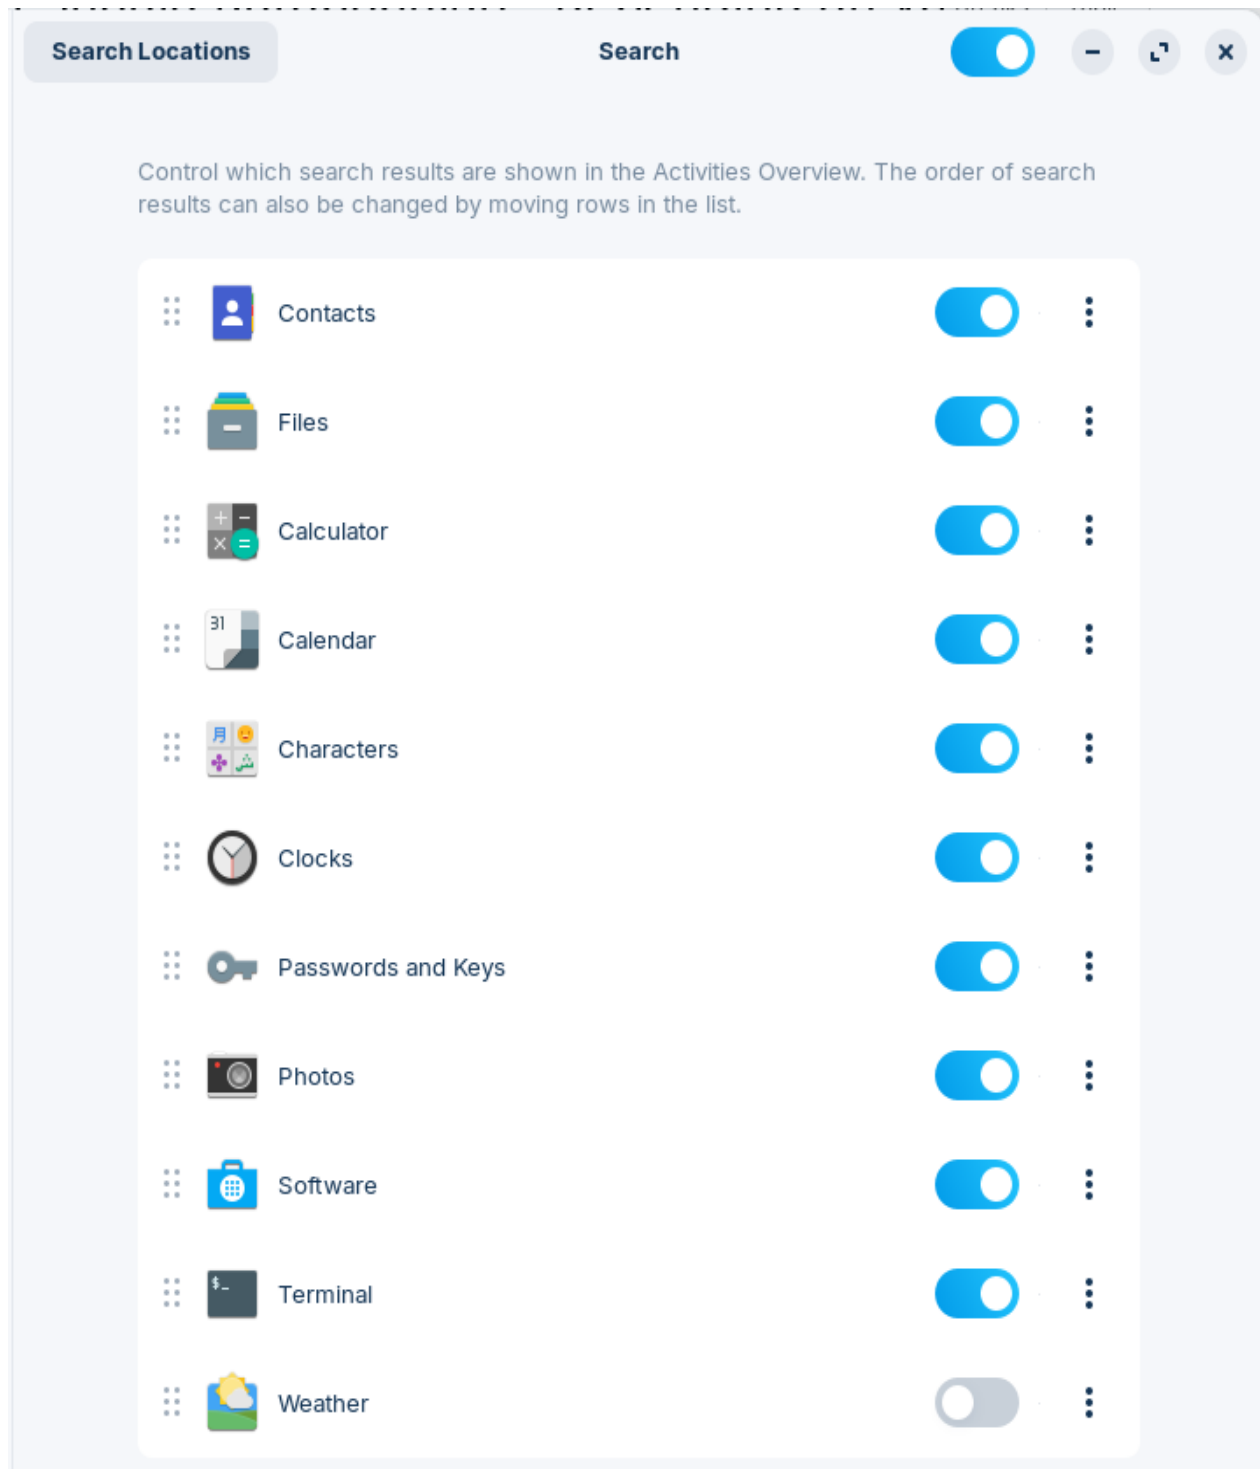 Search Locations
Search
Control which search results are shown in the Activities Overview. The order of search
results can also be changed by moving rows in the list.
Contacts
Files
Calculator
31
Calendar
月
ش
Characters
Clocks
Passwords and Keys
Photos
Software
$_
Terminal
Weather